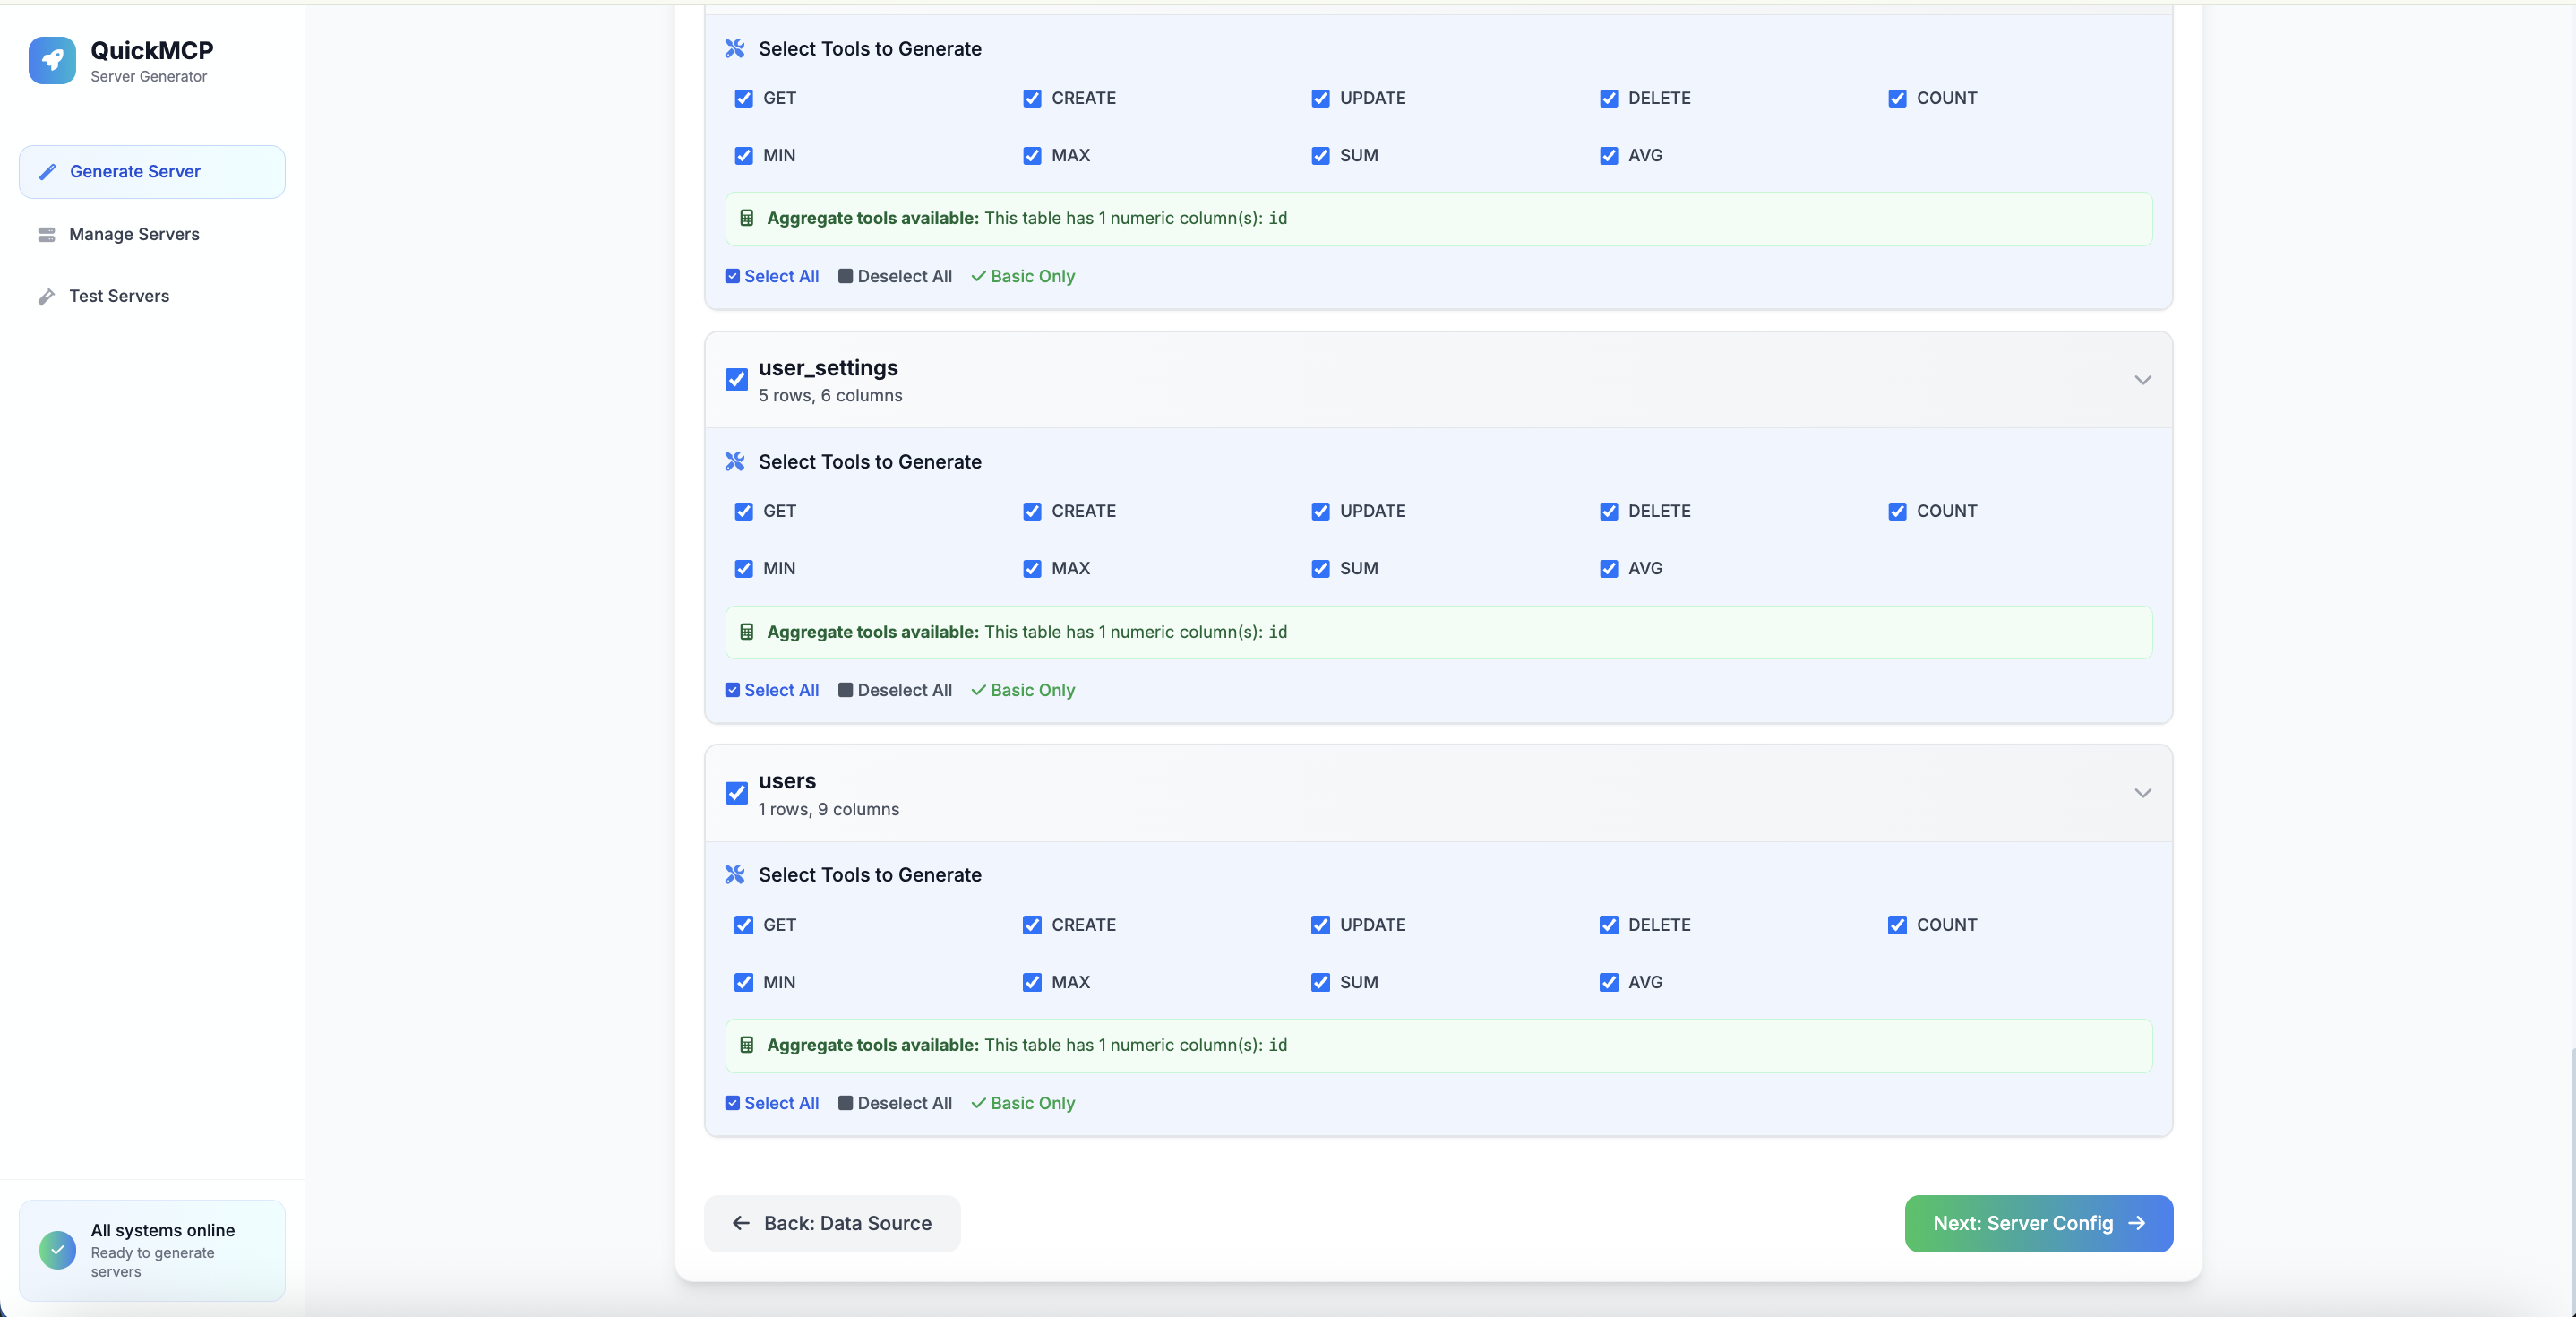 QuickMCP
Server Generator
Generate Server
Manage Servers
Test Servers
All systems online
Ready to generate
servers
Select Tools to Generate
GET CREATE UPDATE DELETE COUNT
MIN MAX SUM AVG
Aggregate tools available: This table has 1 numeric column(s): id
Select All Deselect All Basic Only
user_settings
5 rows, 6 columns
Select Tools to Generate
GET CREATE UPDATE DELETE COUNT
MIN MAX SUM AVG
Aggregate tools available: This table has 1 numeric column(s): id
Select All Deselect All Basic Only
users
1 rows, 9 columns
Select Tools to Generate
GET CREATE UPDATE DELETE COUNT
MIN MAX SUM AVG
Aggregate tools available: This table has 1 numeric column(s): id
Select All Deselect All Basic Only
Back: Data Source
Next: Server Config